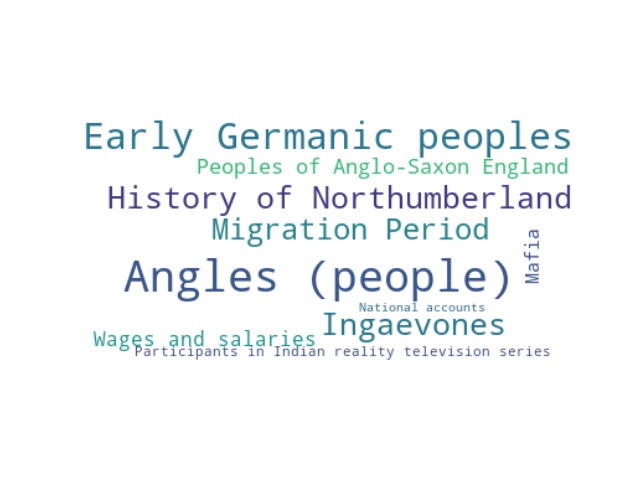 Early Germanic peoples
Peoples of Anglo-Saxon England
History of Northumberland
Migration Period
Mafia
Angles (people)
National accounts
Ingaevones
Wages and salaries
Participants in Indian reality television series